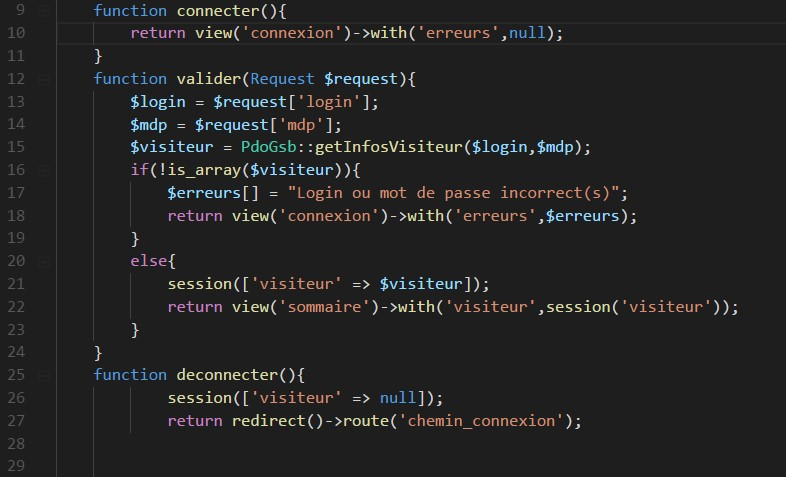 9 function connecter(){
10 return view('connexion')->with('erreurs',null);
11 }
12 function valider(Request $request){
13 $login = $request['login'];
14 $mdp = $request['mdp'];
15 $visiteur = PdoGsb::getInfosVisiteur($login,$mdp);
16 if(!is_array($visiteur)){
17 $erreurs[] = "Login ou mot de passe incorrect(s)";
18 return view('connexion')->with('erreurs',$erreurs);
19 }
20 else{
21 session(['visiteur' => $visiteur]);
22 return view('sommaire')->with('visiteur',session('visiteur'));
23 }
24 }
25 function deconnecter(){
26 session(['visiteur' => null]);
27 return redirect()->route('chemin_connexion');
28
29